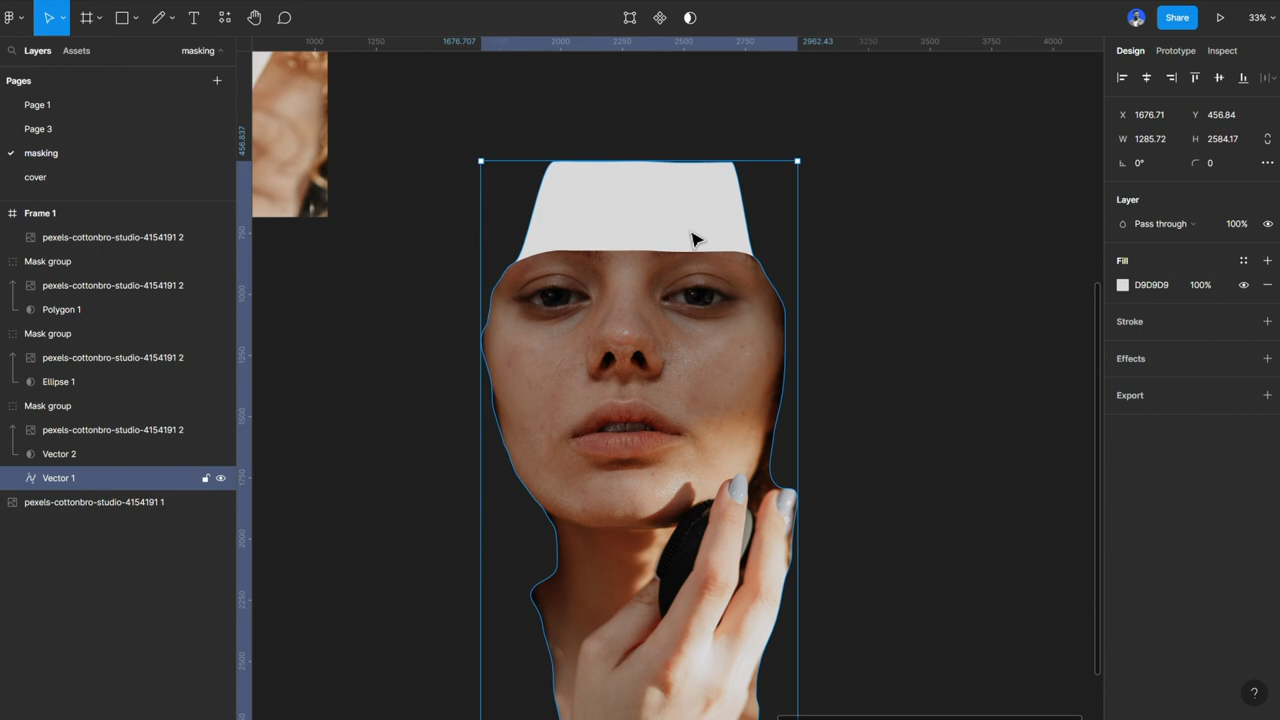 Share
33%
Layers
Assets
masking
Pages
Page 1
Page 3
masking
cover
Frame 1
pexels-cottonbro-studio-4154191 2
Mask group
pexels-cottonbro-studio-4154191 2
Polygon 1
Mask group
pexels-cottonbro-studio-4154191 2
Ellipse 1
Mask group
pexels-cottonbro-studio-4154191 2
Vector 2
Vector 1
pexels-cottonbro-studio-4154191 1
1000
1250
1676.707
1750
2000
2250
2500
2750
2962.43
3250
3500
3750
4000
456.837
750
1000
1250
1500
1750
2000
2250
2500
Design
Prototype
Inspect
X 1676.71 Y 456.84
W 1285.72 H 2584.17
0° 0
Layer
Pass through 100%
Fill
D9D9D9 100%
Stroke
Effects
Export
?